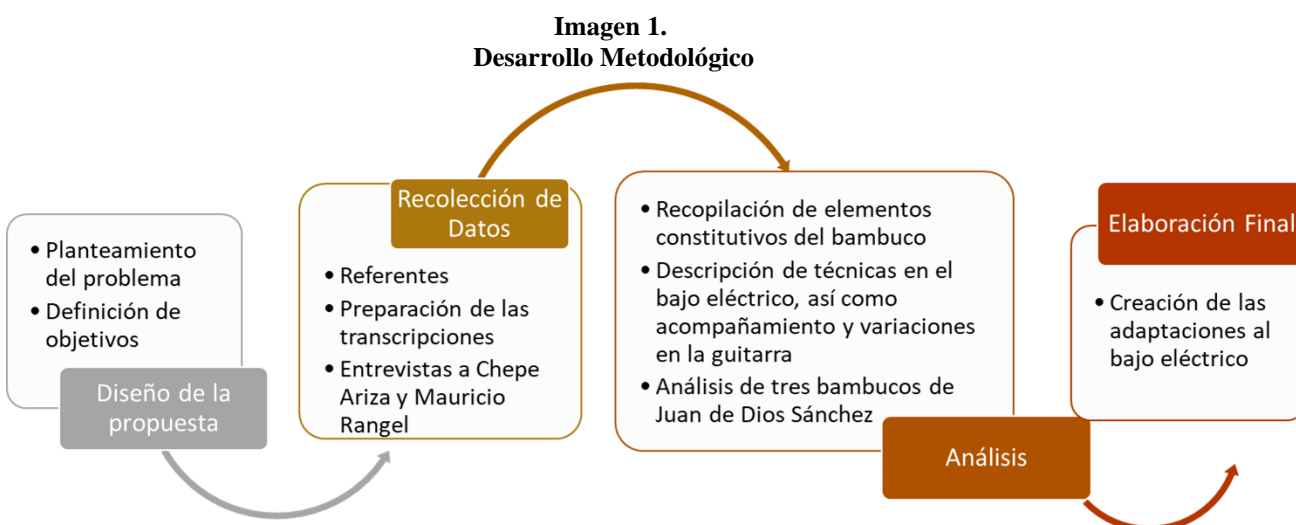 Imagen 1.
Desarrollo Metodológico
• Planteamiento
del problema
• Definición de
objetivos
Diseño de la
propuesta
Recolección de
Datos
• Referentes
• Preparación de las
transcripciones
• Entrevistas a Chepe
Ariza y Mauricio
Rangel
• Recopilación de elementos
constitutivos del bambuco
• Descripción de técnicas en el
bajo eléctrico, así como
acompañamiento y variaciones
en la guitarra
• Análisis de tres bambucos de
Juan de Dios Sánchez
Análisis
Elaboración Final
• Creación de las
adaptaciones al
bajo eléctrico